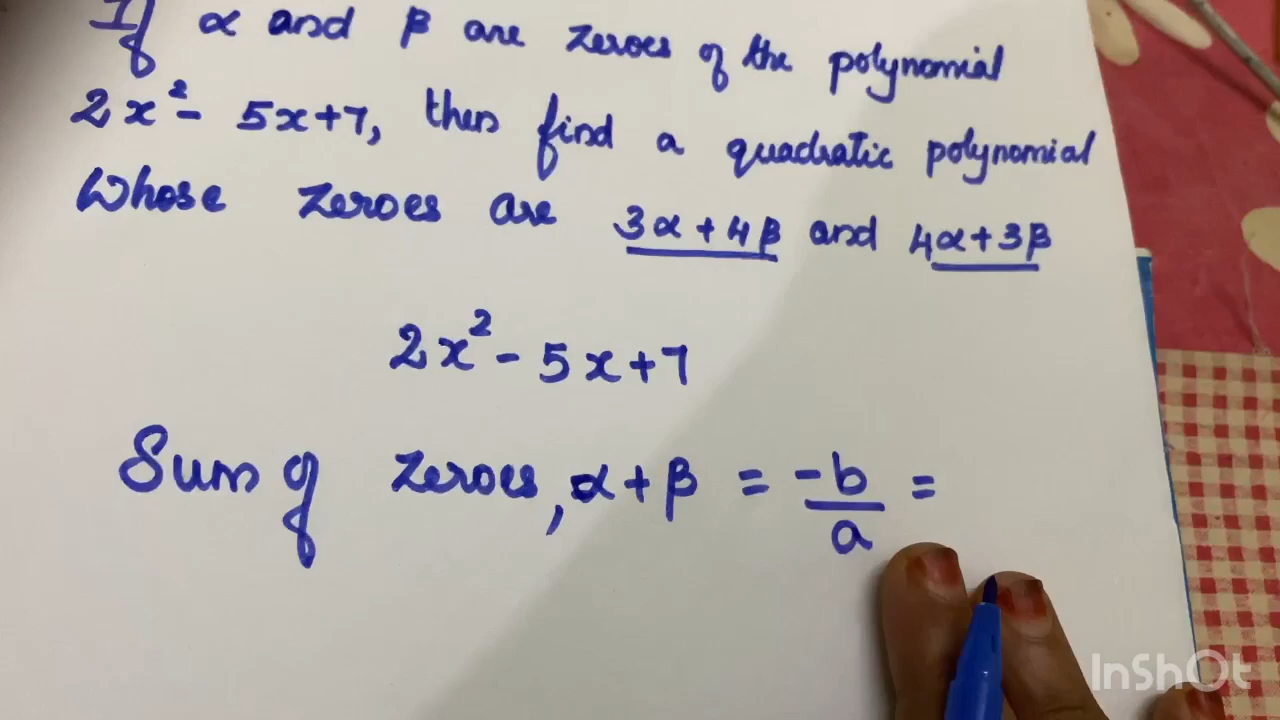 If α and β are zeroes of the polynomial
2x² - 5x+7, then find a quadratic polynomial
Whose zeroes are 3α + 4β and 4α+3β
2x² - 5x+7
Sum of zeroes, α+β = -b/a =
InShOt